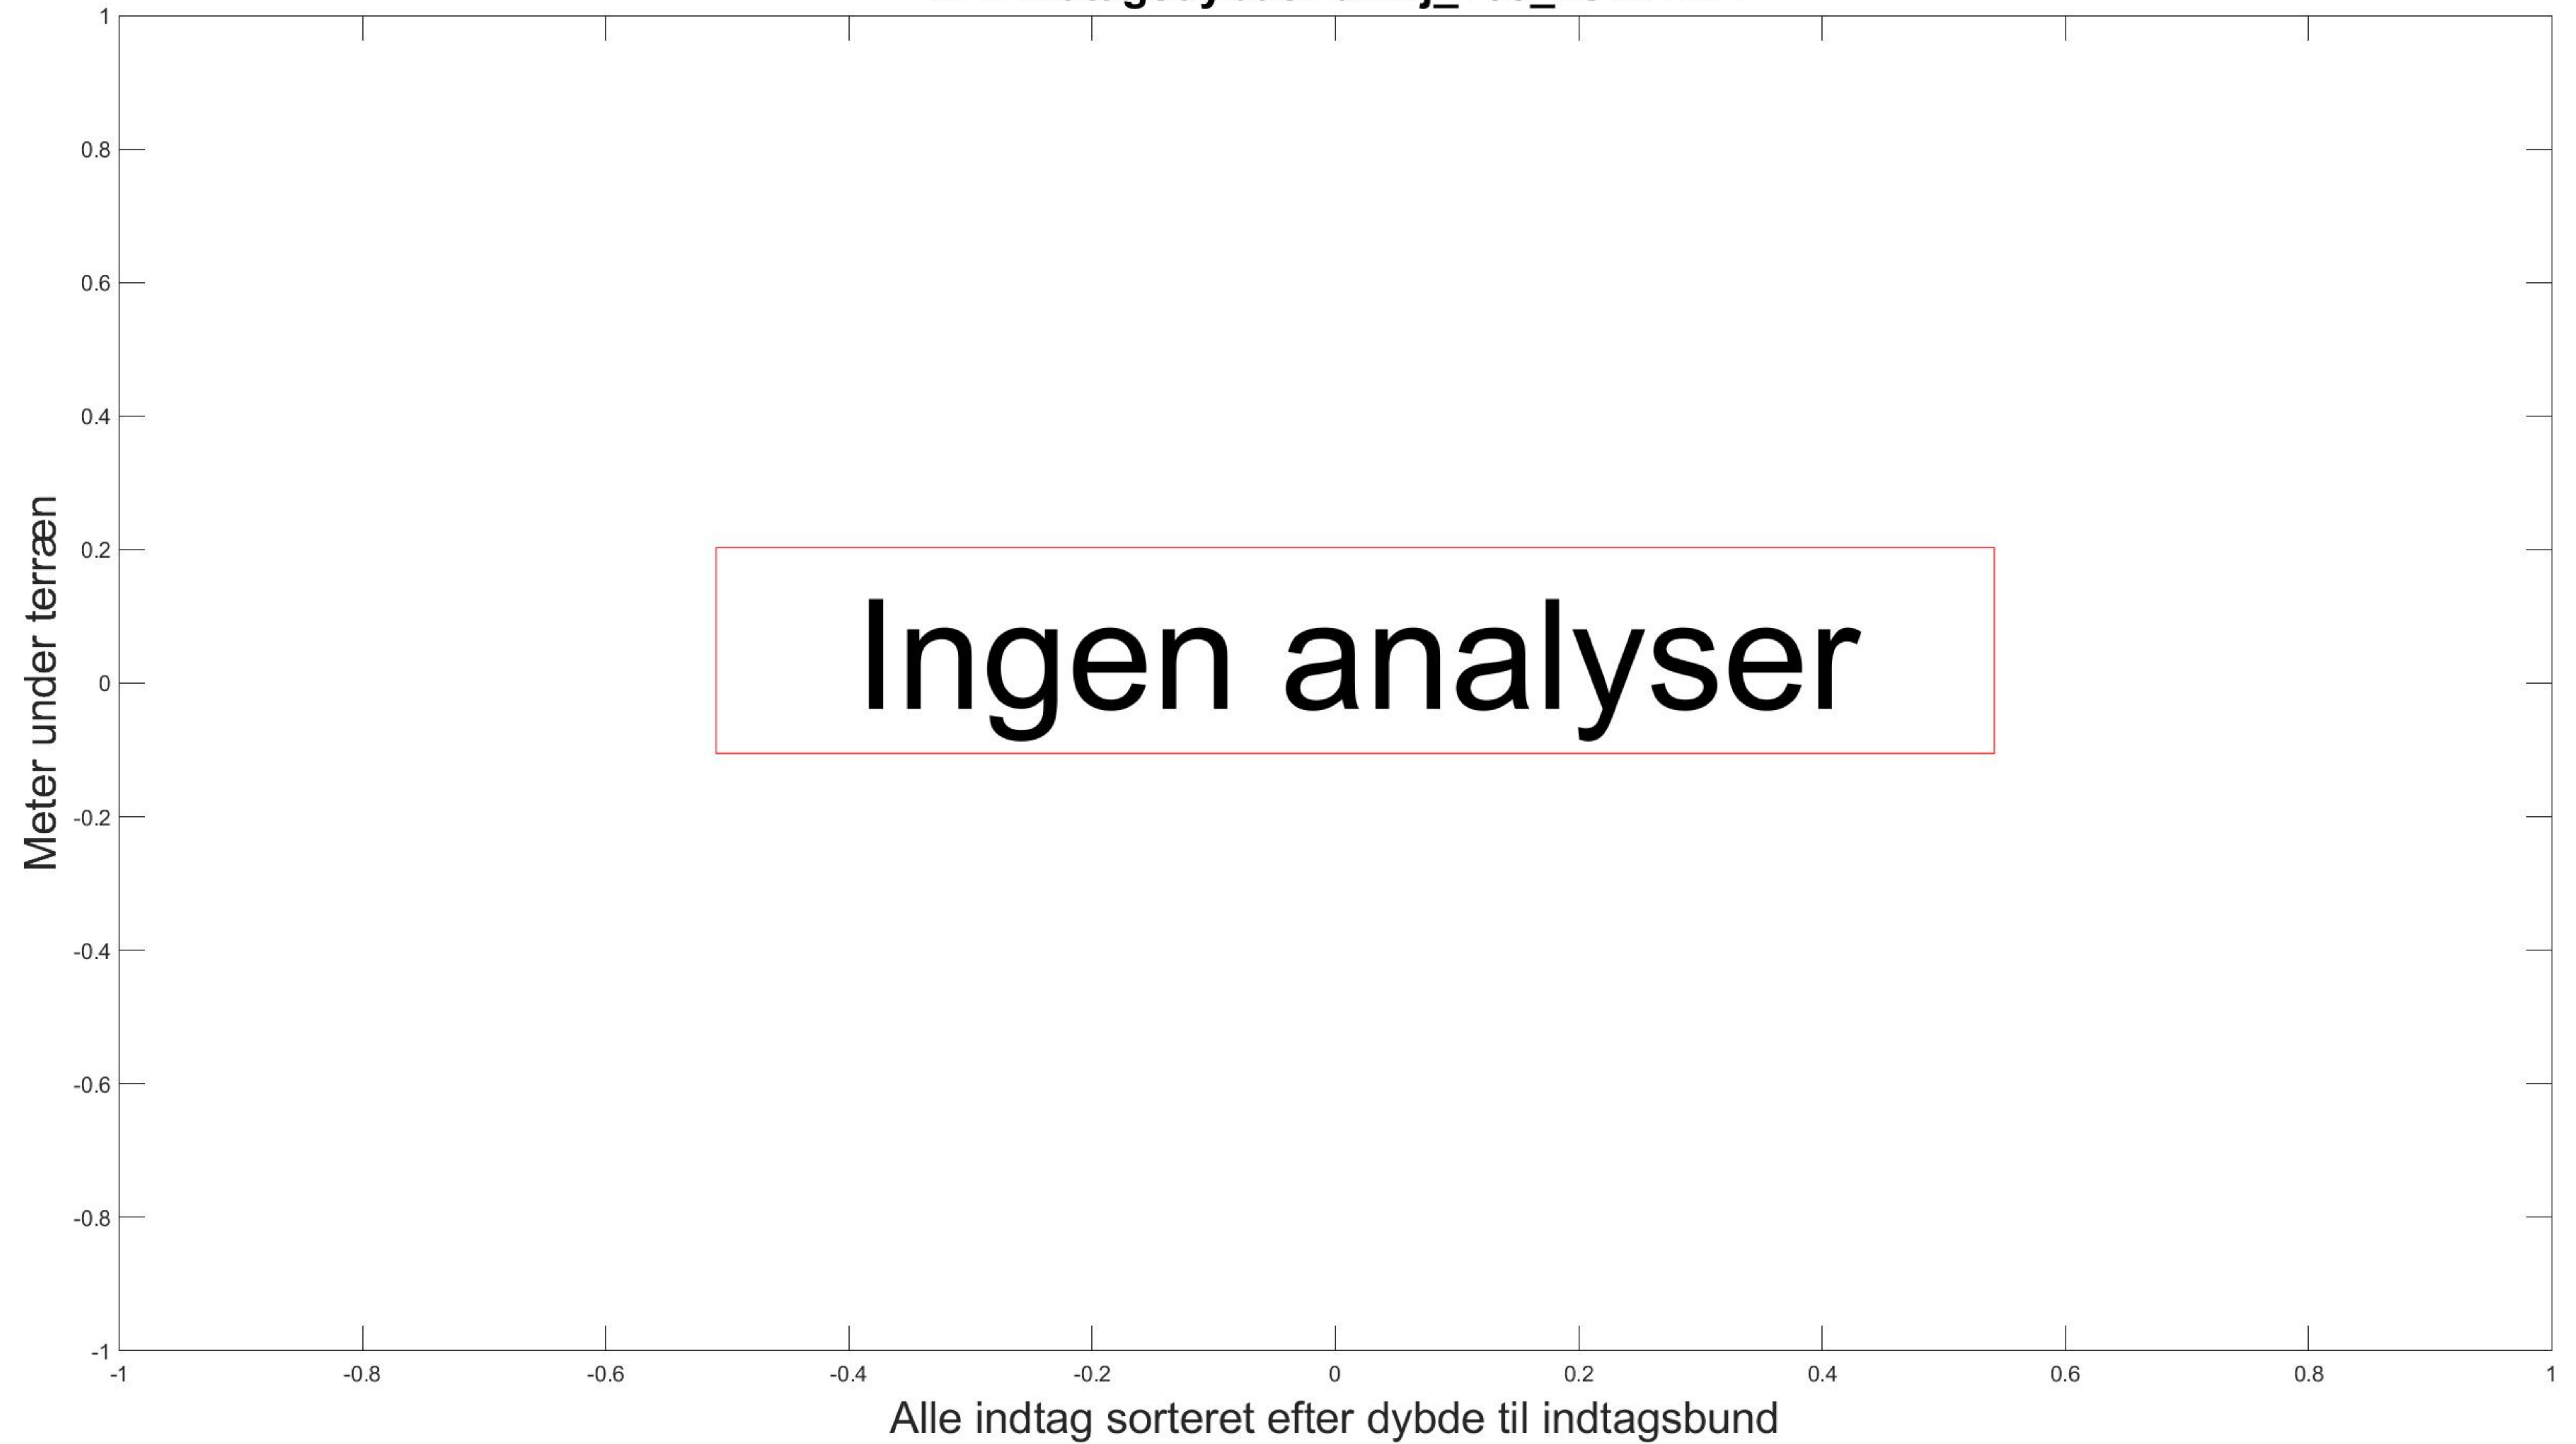 1
0.8
0.6
0.4
0.2
0
-0.2
-0.4
-0.6
-0.8
-1
Meter under terræn
Ingen analyser
-1 -0.8 -0.6 -0.4 -0.2 0 0.2 0.4 0.6 0.8 1
Alle indtag sorteret efter dybde til indtagsbund